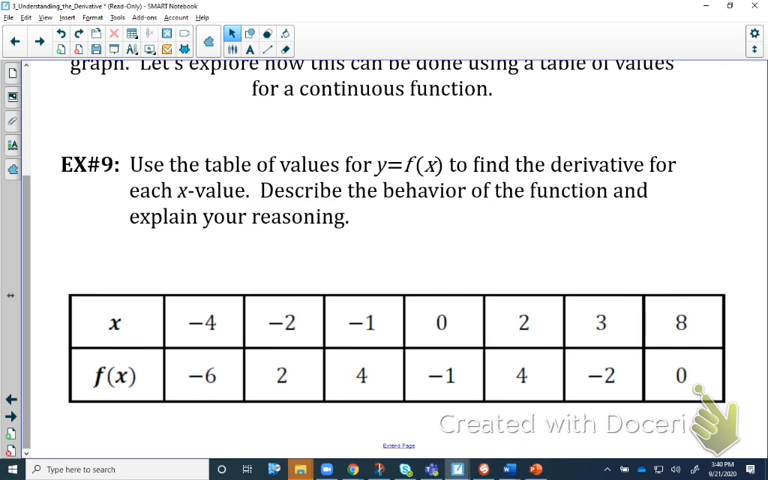 3_Understanding_the_Derivative * (Read-Only) - SMART Notebook
File Edit View Insert Format Tools Add-ons Account Help
graph. Let's explore how this can be done using a table of values
for a continuous function.
EX#9: Use the table of values for y=f(x) to find the derivative for
each x-value. Describe the behavior of the function and
explain your reasoning.
x −4 −2 −1 0 2 3 8
f(x) −6 2 4 −1 4 −2 0
Created with Doceri
Extend Page
Type here to search
3:40 PM
9/21/2020